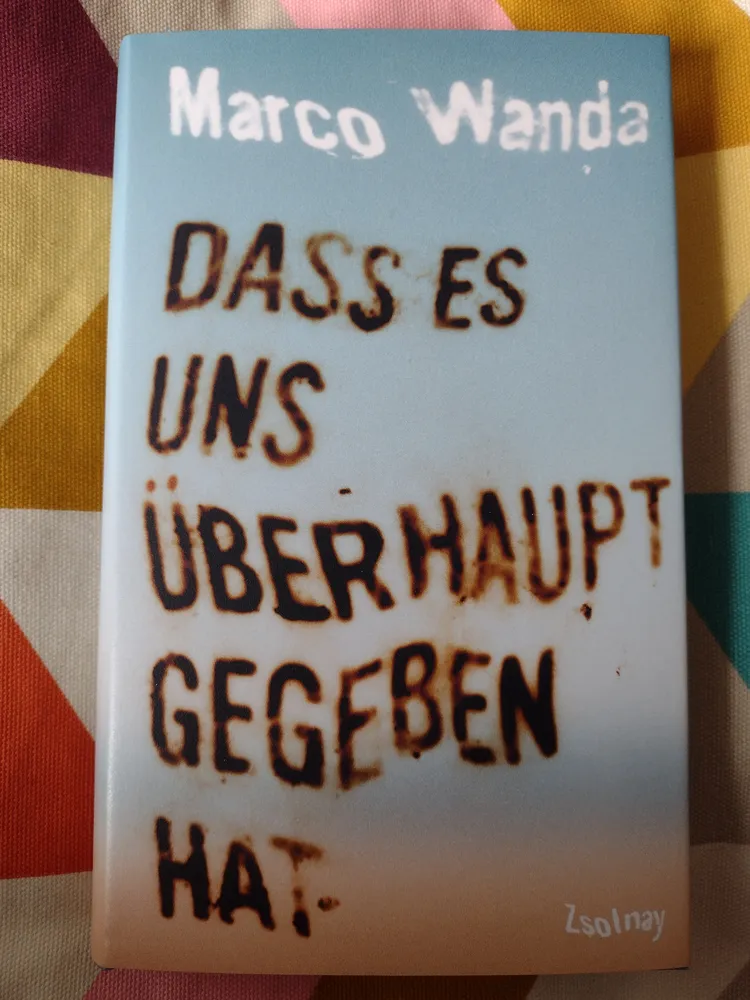 Marco Wanda
DASS ES
UNS
ÜBERHAUPT
GEGEBEN
HAT.
Zsolnay